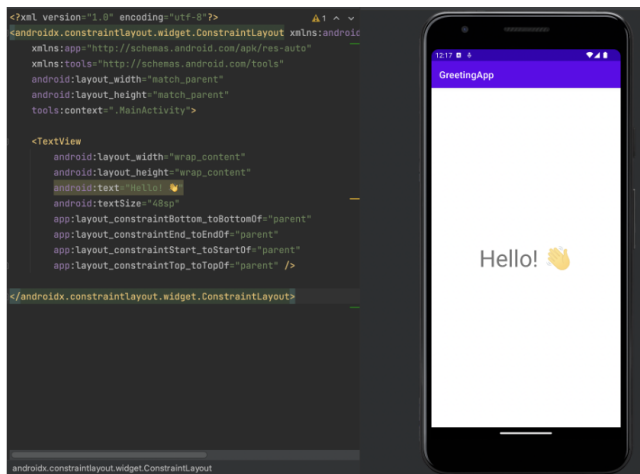 <?xml version="1.0" encoding="utf-8"?>
1
<androidx.constraintlayout.widget.ConstraintLayout xmlns:android
xmlns:app="http://schemas.android.com/apk/res-auto"
xmlns:tools="http://schemas.android.com/tools"
android:layout_width="match_parent"
android:layout_height="match_parent"
tools:context=".MainActivity">
<TextView
android:layout_width="wrap_content"
android:layout_height="wrap_content"
android:text="Hello! 👋"
android:textSize="48sp"
app:layout_constraintBottom_toBottomOf="parent"
app:layout_constraintEnd_toEndOf="parent"
app:layout_constraintStart_toStartOf="parent"
app:layout_constraintTop_toTopOf="parent" />
</androidx.constraintlayout.widget.ConstraintLayout>
androidx.constraintlayout.widget.ConstraintLayout
12:17
GreetingApp
Hello! 👋